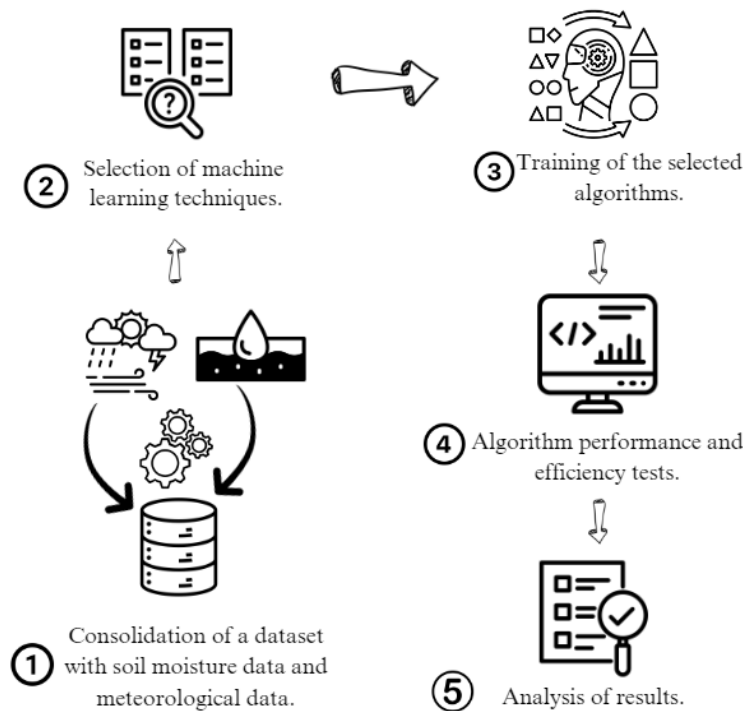 ?
2
Selection of machine
learning techniques.
3
Training of the selected
algorithms.
</>
4
Algorithm performance and
efficiency tests.
1
Consolidation of a dataset
with soil moisture data and
meteorological data.
5
Analysis of results.